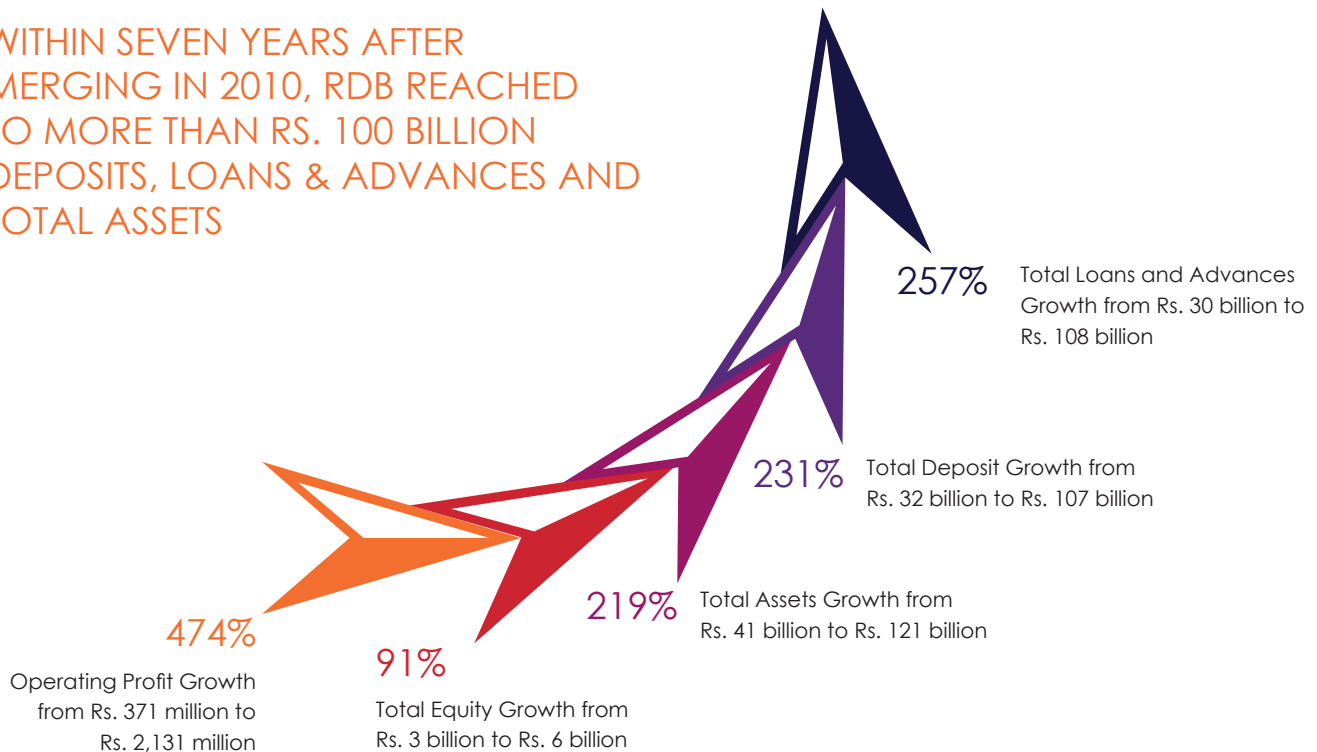 WITHIN SEVEN YEARS AFTER
MERGING IN 2010, RDB REACHED
O MORE THAN RS. 100 BILLION
DEPOSITS, LOANS & ADVANCES AND
OTAL ASSETS
257%
Total Loans and Advances
Growth from Rs. 30 billion to
Rs. 108 billion
231%
Total Deposit Growth from
Rs. 32 billion to Rs. 107 billion
219%
Total Assets Growth from
Rs. 41 billion to Rs. 121 billion
474%
Operating Profit Growth
from Rs. 371 million to
Rs. 2,131 million
91%
Total Equity Growth from
Rs. 3 billion to Rs. 6 billion